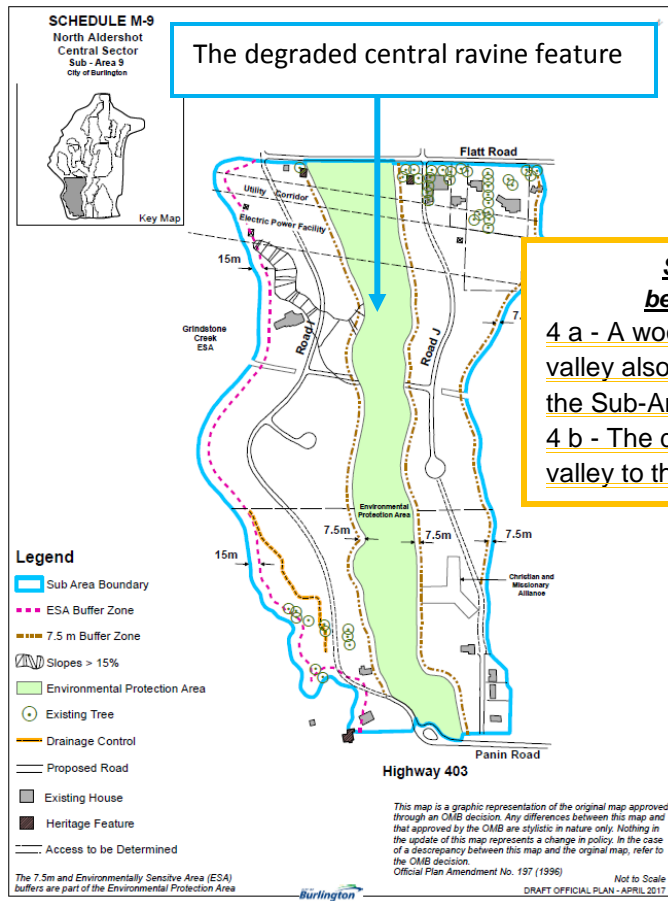 SCHEDULE M-9
North Aldershot
Central Sector
Sub - Area 9
City of Burlington
Key Map
The degraded central ravine feature
Flatt Road
Utility Corridor
Electric Power Facility
15m
Grindstone
Creek
ESA
Road I
Road J
7.
S
be
4 a - A woo
valley also
the Sub-Ar
4 b - The d
valley to th
Environmental
Protection Area
7.5m
7.5m
7.5m
15m
Christian and
Missionary
Alliance
Legend
Sub Area Boundary
ESA Buffer Zone
7.5 m Buffer Zone
Slopes > 15%
Environmental Protection Area
Existing Tree
Drainage Control
Proposed Road
Existing House
Heritage Feature
Access to be Determined
Panin Road
Highway 403
The 7.5m and Environmentally Sensitve Area (ESA)
buffers are part of the Environmental Protection Area
Burlington
This map is a graphic representation of the original map approved
through an OMB decision. Any differences between this map and
that approved by the OMB are stylistic in nature only. Nothing in
the update of this map represents a change in policy. In the case
of a descrepancy between this map and the orginal map, refer to
the OMB decision.
Official Plan Amendment No. 197 (1996)
Not to Scale
DRAFT OFFICIAL PLAN - APRIL 2017